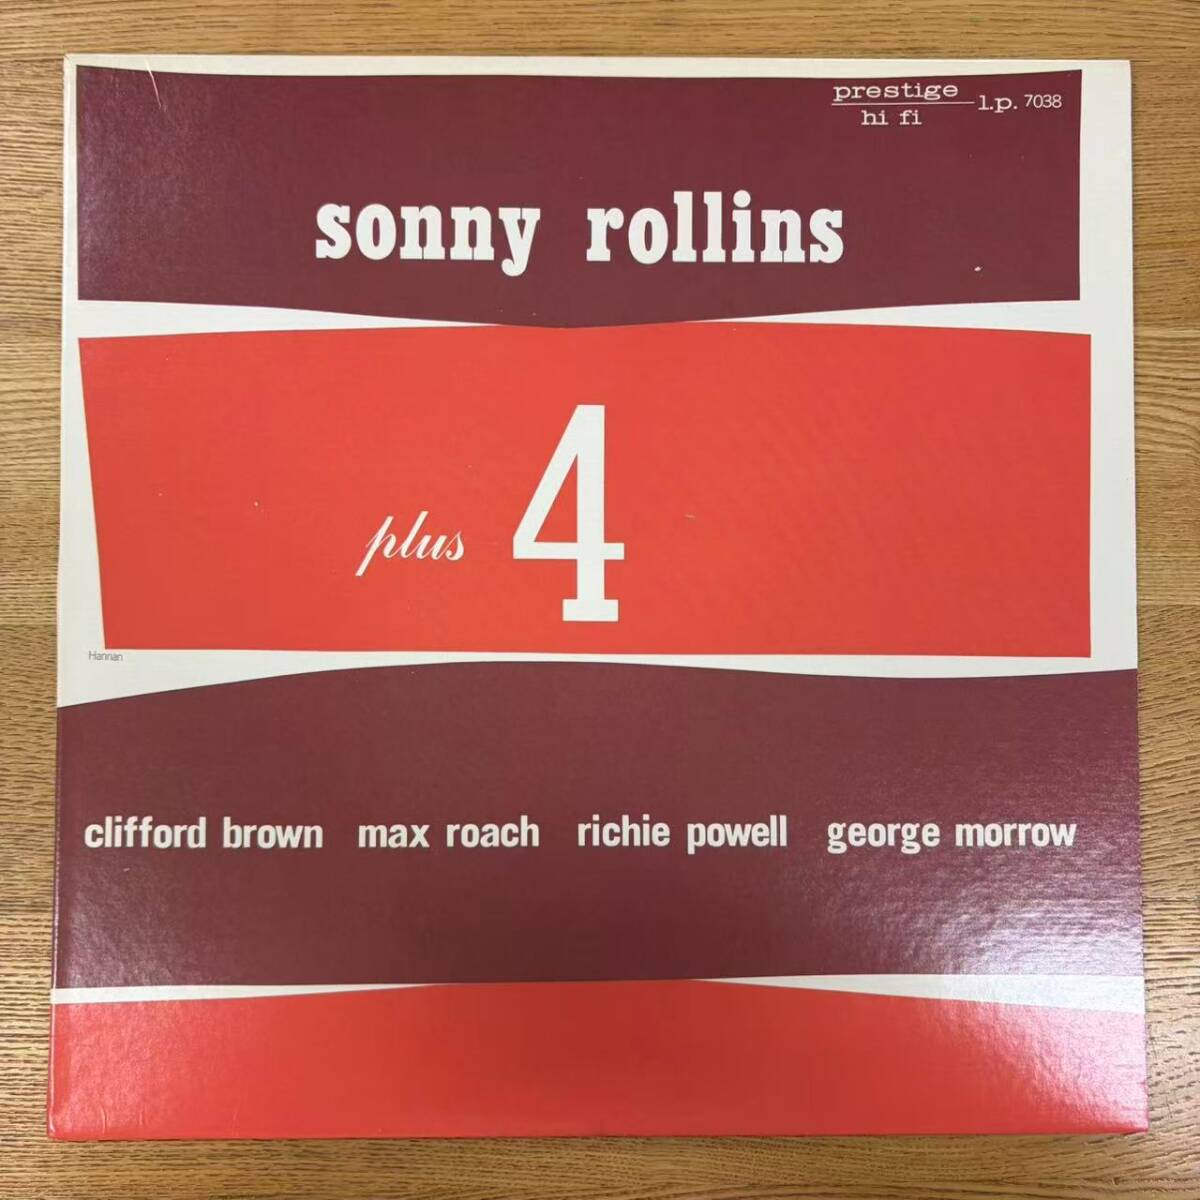 prestige
hi fi
l.p. 7038
sonny rollins
plus 4
Hannan
clifford brown max roach richie powell george morrow